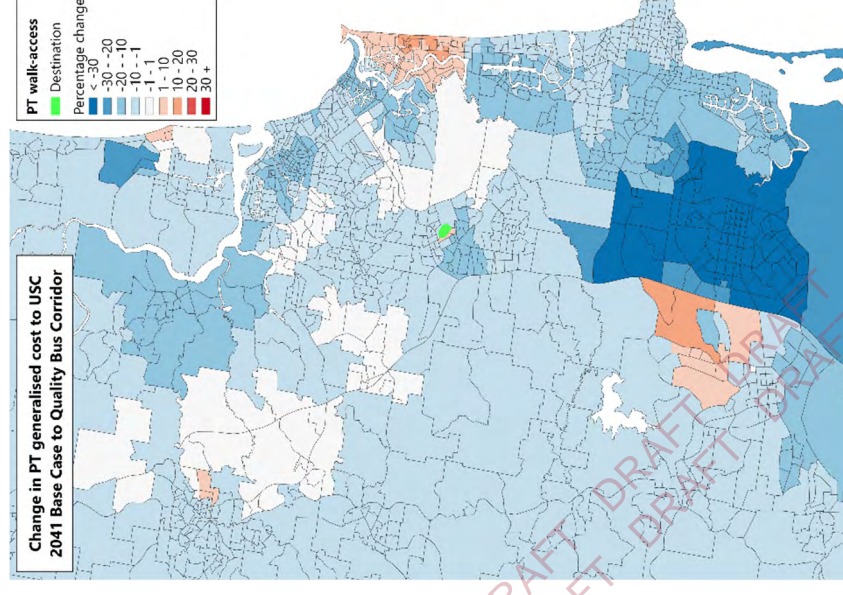 PT walk-access
Destination
Percentage change
< -30
-30 - -20
-20 - -10
-10 - -1
-1 - 1
1 - 10
10 - 20
20 - 30
30 +
Change in PT generalised cost to USC
2041 Base Case to Quality Bus Corridor
DRAFT DRAFT DRAFT
DRAFT DRAFT DRAFT